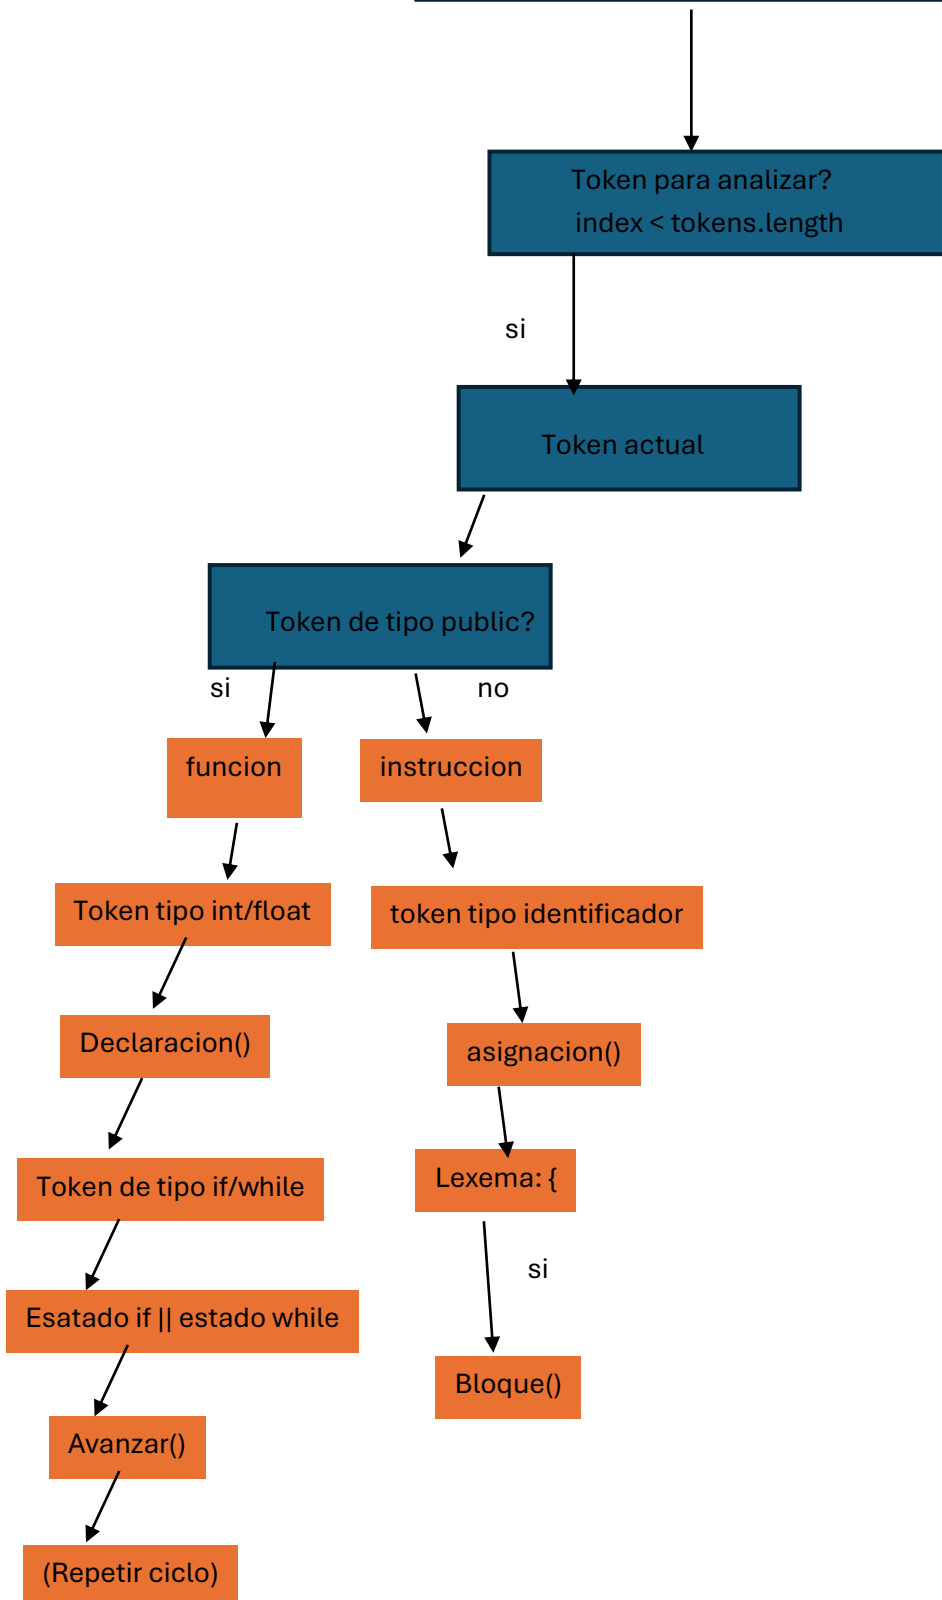 Token para analizar?
index < tokens.length
si
Token actual
Token de tipo public?
si
no
funcion
instruccion
Token tipo int/float
token tipo identificador
Declaracion()
asignacion()
Token de tipo if/while
Lexema: {
si
Esatado if || estado while
Bloque()
Avanzar()
(Repetir ciclo)